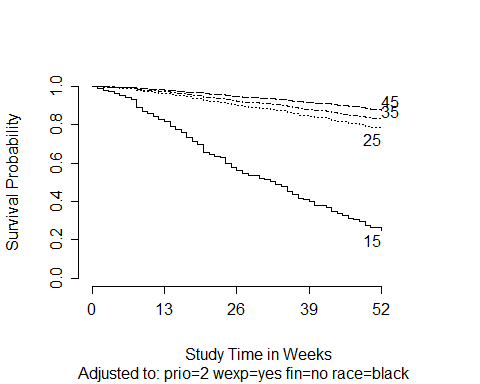 1.0
0.8
0.6
0.4
0.2
0.0
Survival Probability
45
35
25
15
0 13 26 39 52
Study Time in Weeks
Adjusted to: prio=2 wexp=yes fin=no race=black